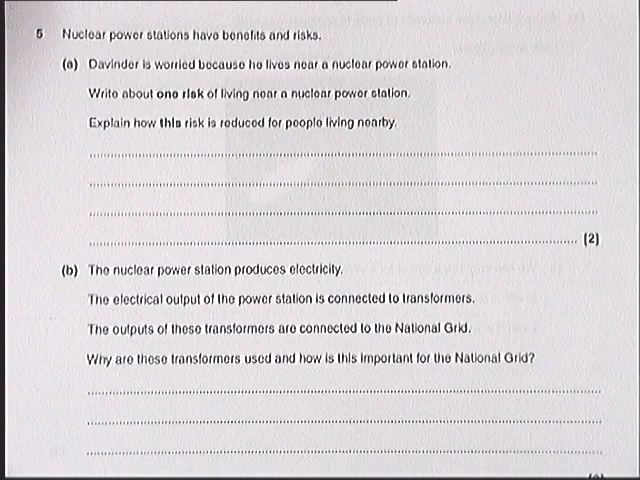 5 Nuclear power stations have benefits and risks.
(a) Davinder is worried because he lives near a nuclear power station.
Write about one risk of living near a nuclear power station.
Explain how this risk is reduced for people living nearby.
[2]
(b) The nuclear power station produces electricity.
The electrical output of the power station is connected to transformers.
The outputs of these transformers are connected to the National Grid.
Why are these transformers used and how is this important for the National Grid?